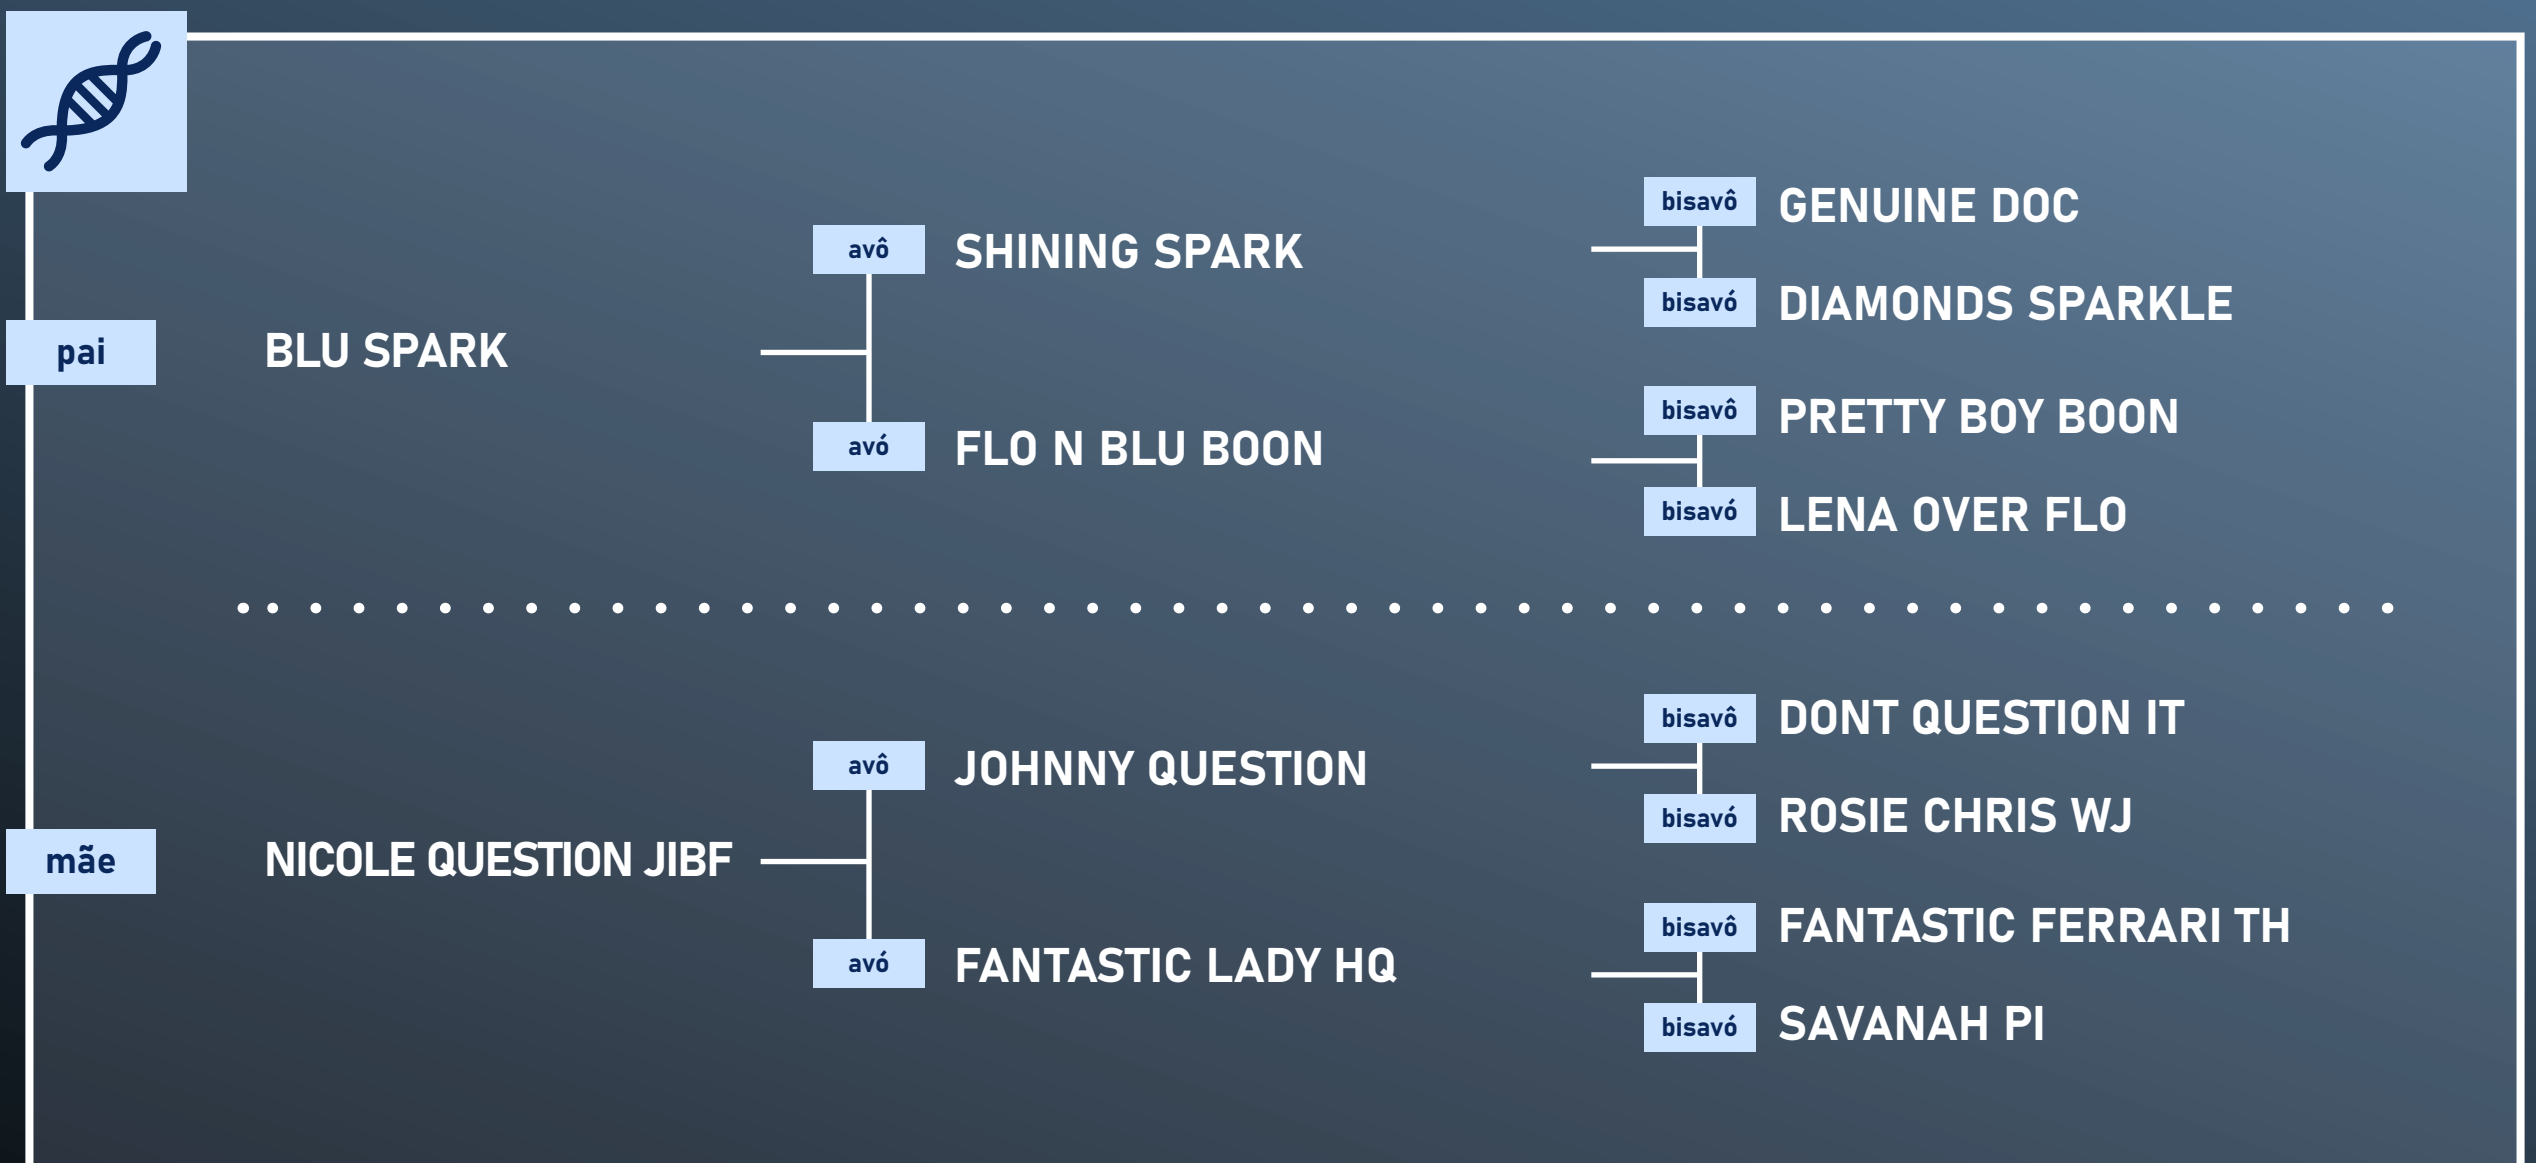 bisavô GENUINE DOC
avô SHINING SPARK
bisavó DIAMONDS SPARKLE
pai BLU SPARK
bisavô PRETTY BOY BOON
avó FLO N BLU BOON
bisavó LENA OVER FLO
bisavô DONT QUESTION IT
avô JOHNNY QUESTION
bisavó ROSIE CHRIS WJ
mãe NICOLE QUESTION JIBF
bisavô FANTASTIC FERRARI TH
avó FANTASTIC LADY HQ
bisavó SAVANAH PI